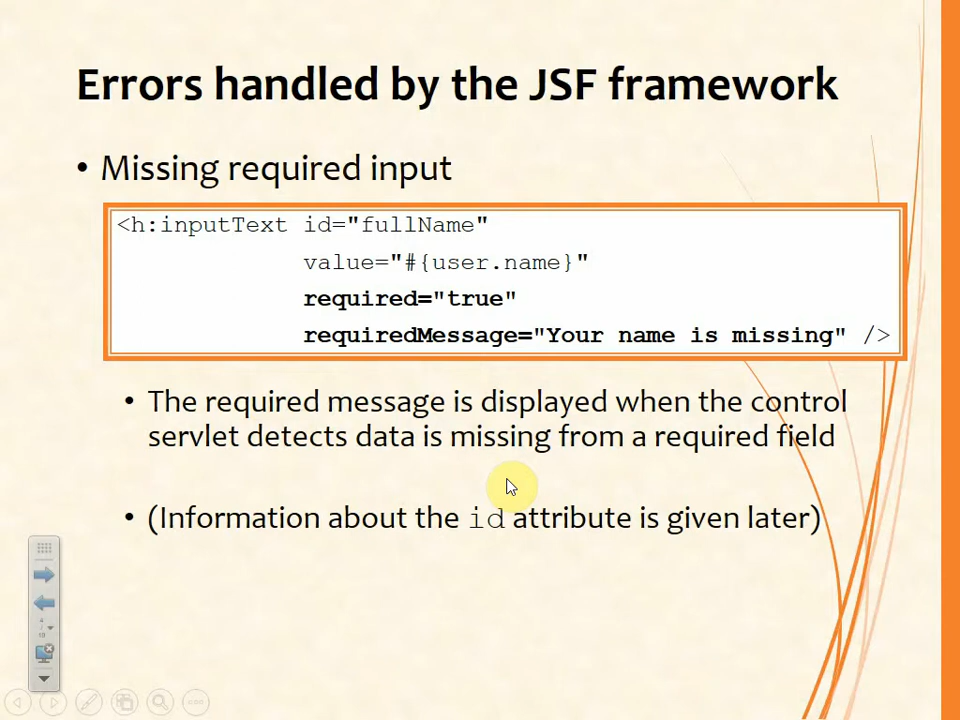 Errors handled by the JSF framework
• Missing required input
<h:inputText id="fullName"
value="#{user.name}"
required="true"
requiredMessage="Your name is missing" />
• The required message is displayed when the control
servlet detects data is missing from a required field
• (Information about the id attribute is given later)